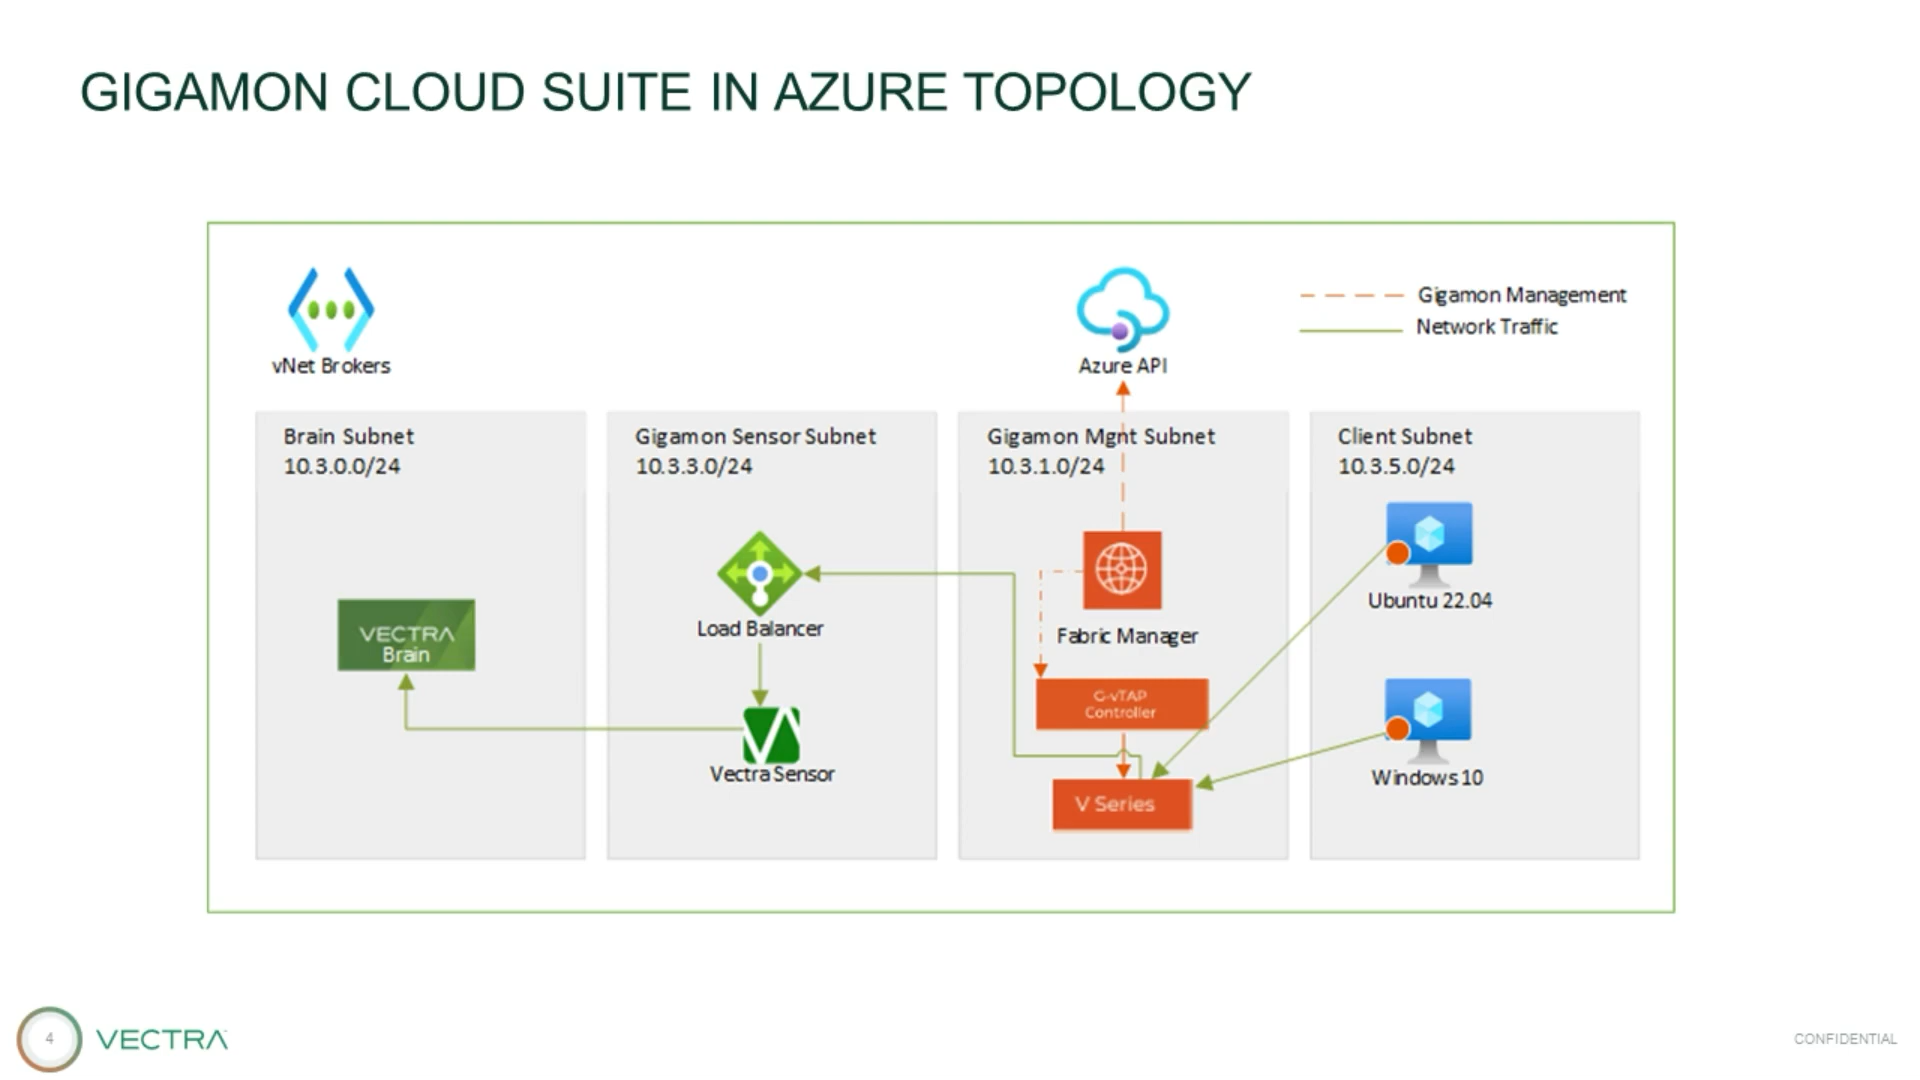 GIGAMON CLOUD SUITE IN AZURE TOPOLOGY
vNet Brokers
Azure API
Gigamon Management
Network Traffic
Brain Subnet
10.3.0.0/24
VECTRA
Brain
Gigamon Sensor Subnet
10.3.3.0/24
Load Balancer
Vectra Sensor
Gigamon Mgnt Subnet
10.3.1.0/24
Fabric Manager
G-vTAP
Controller
V Series
Client Subnet
10.3.5.0/24
Ubuntu 22.04
Windows 10
4
VECTRA
CONFIDENTIAL